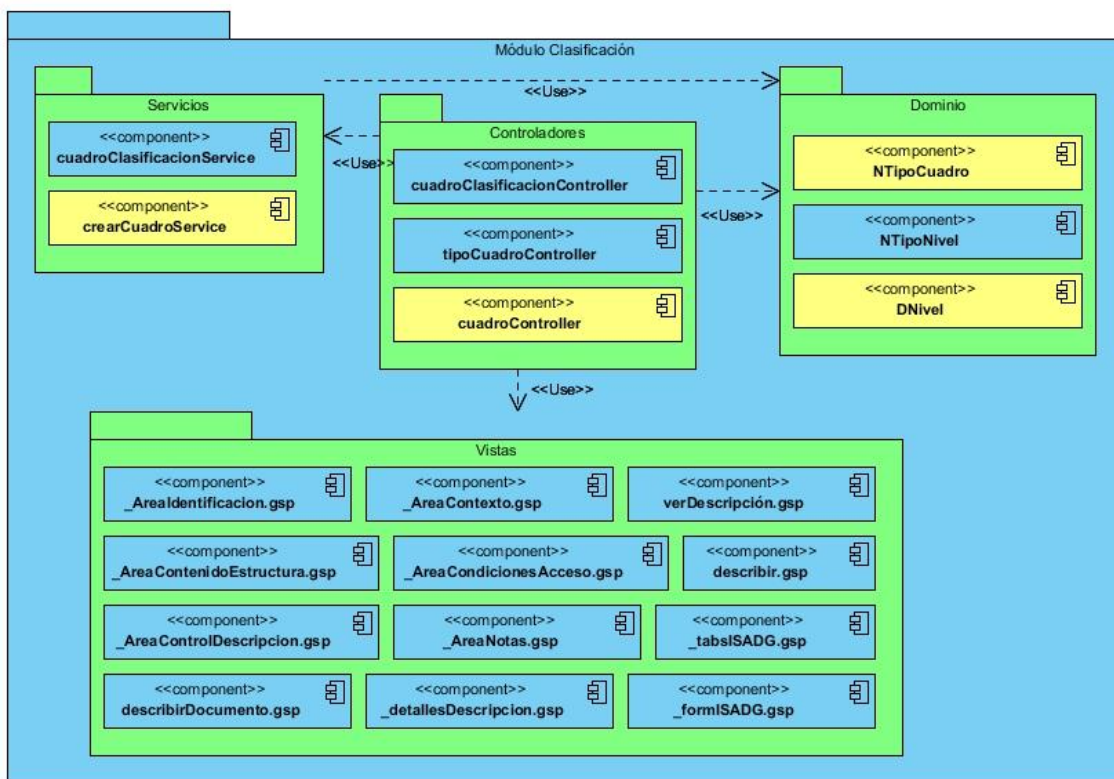 Módulo Clasificación
<<Use>>
Servicios
<<component>>
cuadroClasificacionService
<<component>>
crearCuadroService
<<Use>>
Controladores
<<component>>
cuadroClasificacionController
<<component>>
tipoCuadroController
<<component>>
cuadroController
<<Use>>
Dominio
<<component>>
NTipoCuadro
<<component>>
NTipoNivel
<<component>>
DNivel
<<Use>>
Vistas
<<component>>
_AreaIdentificacion.gsp
<<component>>
_AreaContexto.gsp
<<component>>
verDescripción.gsp
<<component>>
_AreaContenidoEstructura.gsp
<<component>>
_AreaCondicionesAcceso.gsp
<<component>>
describir.gsp
<<component>>
_AreaControlDescripcion.gsp
<<component>>
_AreaNotas.gsp
<<component>>
_tabsISADG.gsp
<<component>>
describirDocumento.gsp
<<component>>
_detallesDescripcion.gsp
<<component>>
_formISADG.gsp